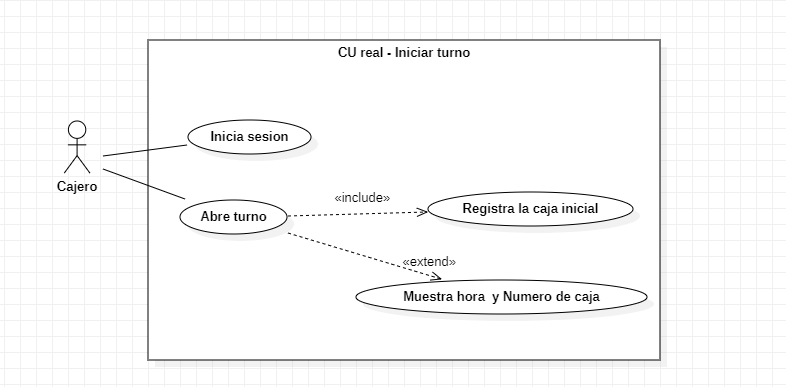 CU real - Iniciar turno
Inicia sesion
Cajero
«include»
Registra la caja inicial
Abre turno
«extend»
Muestra hora  y Numero de caja